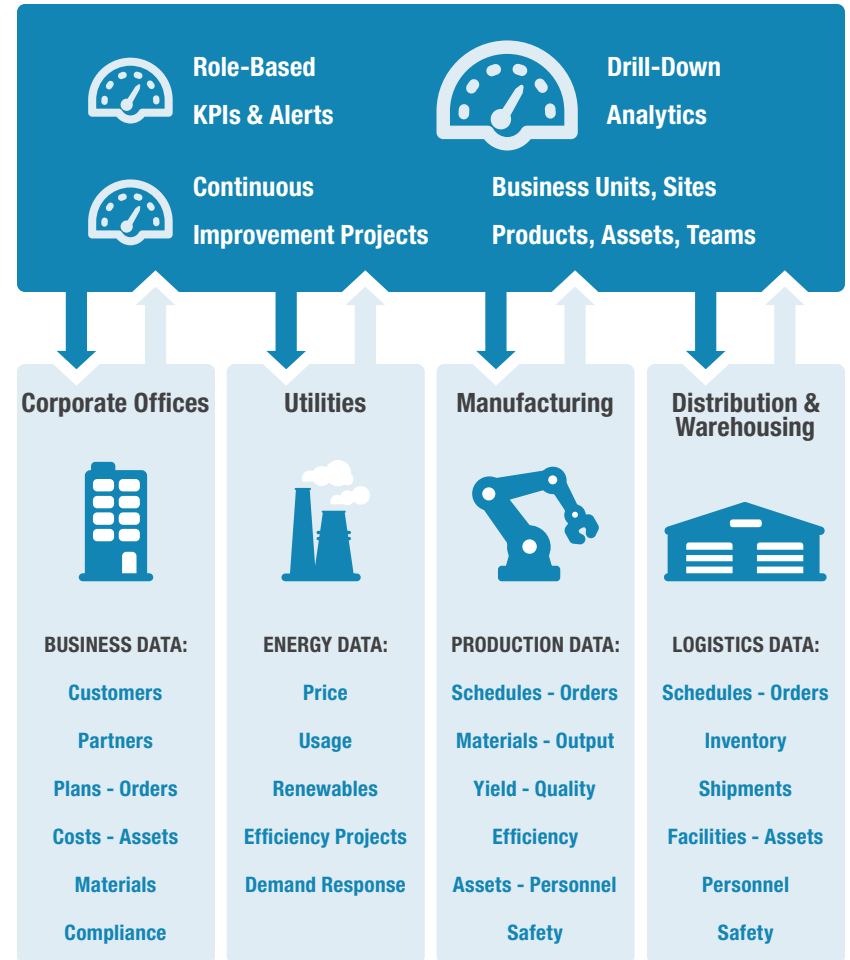 Role-Based
KPIs & Alerts
Drill-Down
Analytics
Continuous
Improvement Projects
Business Units, Sites
Products, Assets, Teams
Corporate Offices
BUSINESS DATA:
Customers
Partners
Plans - Orders
Costs - Assets
Materials
Compliance
Utilities
ENERGY DATA:
Price
Usage
Renewables
Efficiency Projects
Demand Response
Manufacturing
PRODUCTION DATA:
Schedules - Orders
Materials - Output
Yield - Quality
Efficiency
Assets - Personnel
Safety
Distribution &
Warehousing
LOGISTICS DATA:
Schedules - Orders
Inventory
Shipments
Facilities - Assets
Personnel
Safety